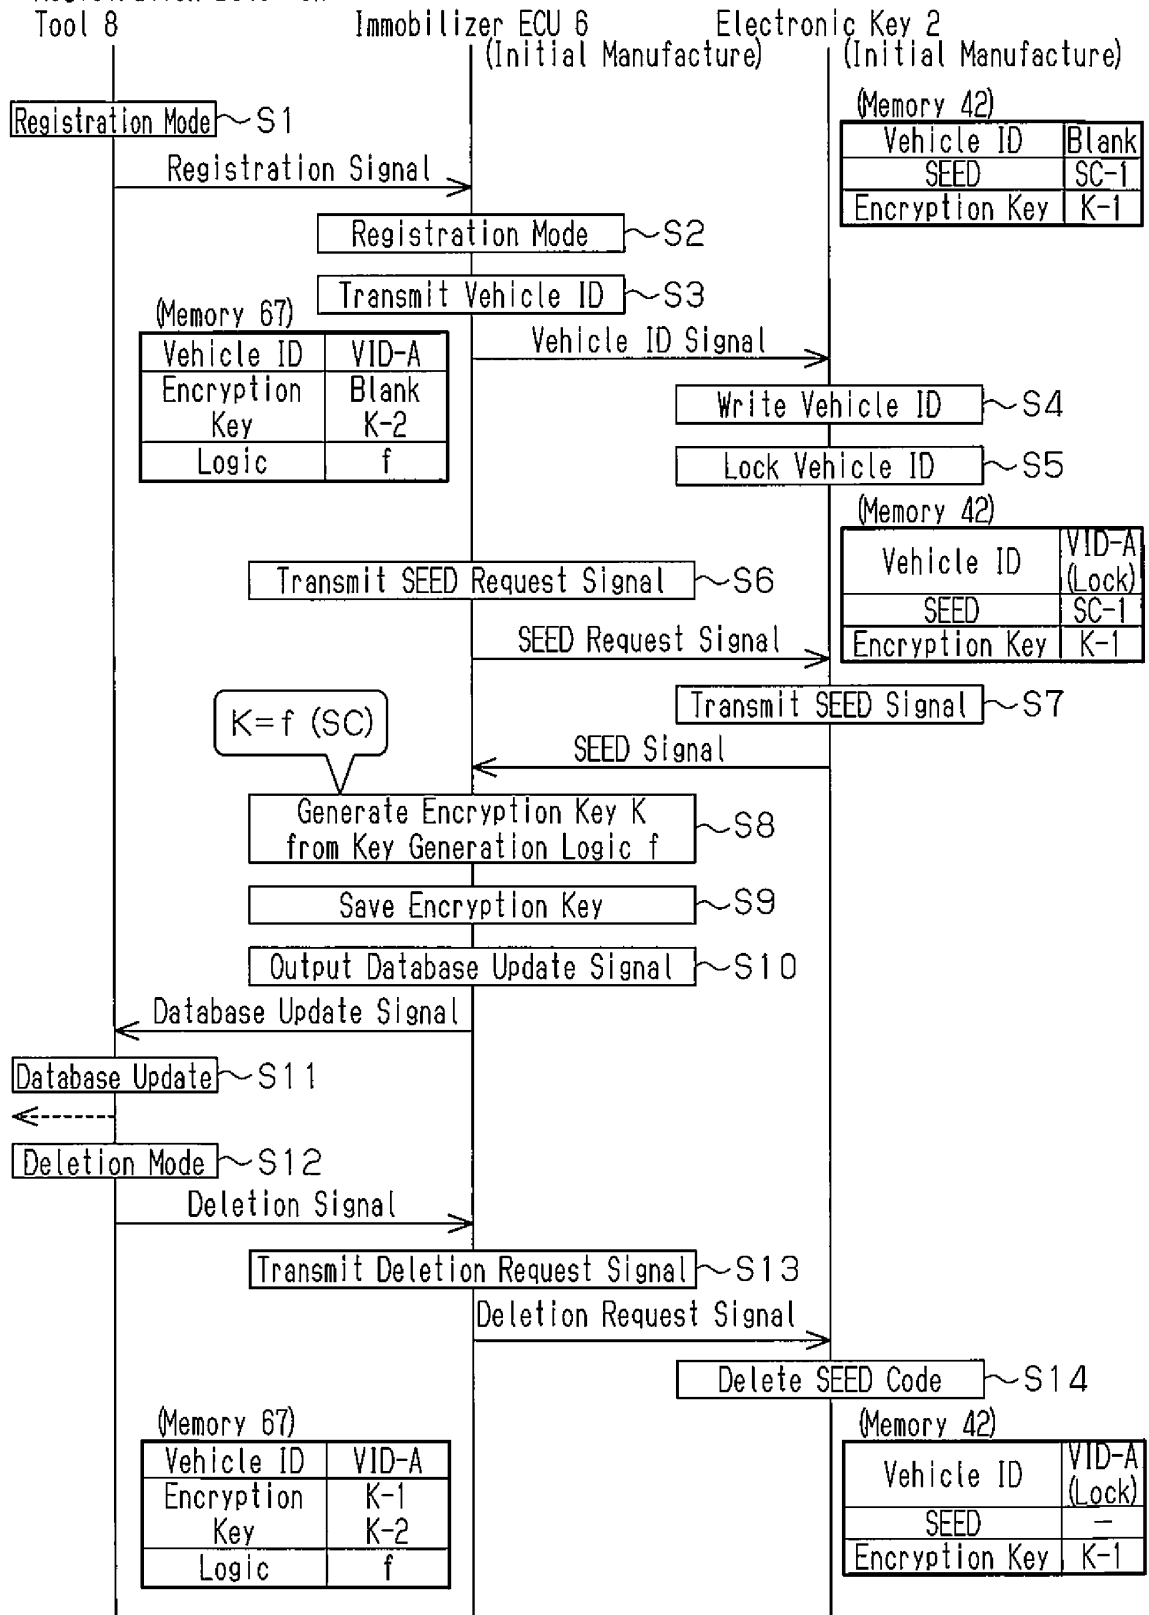 Tool 8
Immobilizer ECU 6
(Initial Manufacture)
Electronic Key 2
(Initial Manufacture)
Registration Mode S1
(Memory 42)
Vehicle ID Blank
SEED SC-1
Encryption Key K-1
Registration Signal
Registration Mode S2
Transmit Vehicle ID S3
(Memory 67)
Vehicle ID VID-A
Encryption Blank
Key K-2
Logic f
Vehicle ID Signal
Write Vehicle ID S4
Lock Vehicle ID S5
(Memory 42)
Vehicle ID VID-A
(Lock)
SEED SC-1
Encryption Key K-1
Transmit SEED Request Signal S6
SEED Request Signal
Transmit SEED Signal S7
K=f (SC)
SEED Signal
Generate Encryption Key K
from Key Generation Logic f S8
Save Encryption Key S9
Output Database Update Signal S10
Database Update Signal
Database Update S11
Deletion Mode S12
Deletion Signal
Transmit Deletion Request Signal S13
Deletion Request Signal
Delete SEED Code S14
(Memory 67)
Vehicle ID VID-A
Encryption K-1
Key K-2
Logic f
(Memory 42)
Vehicle ID VID-A
(Lock)
SEED —
Encryption Key K-1